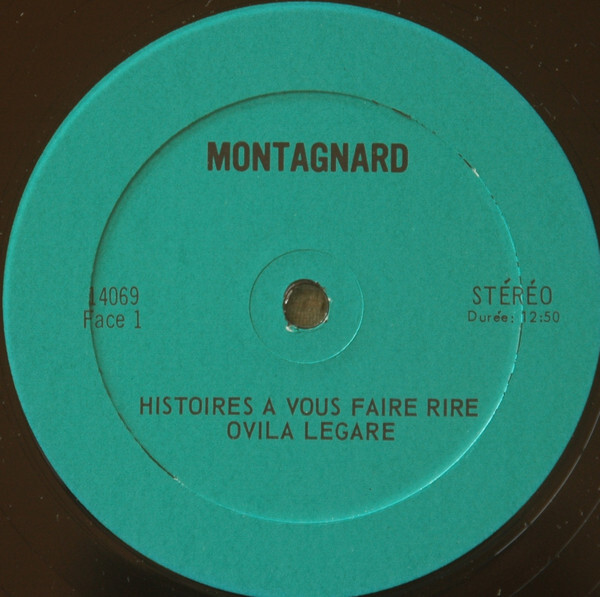 MONTAGNARD
14069
Face 1
STÉRÉO
Durée: 12:50
HISTOIRES A VOUS FAIRE RIRE
OVILA LEGARE